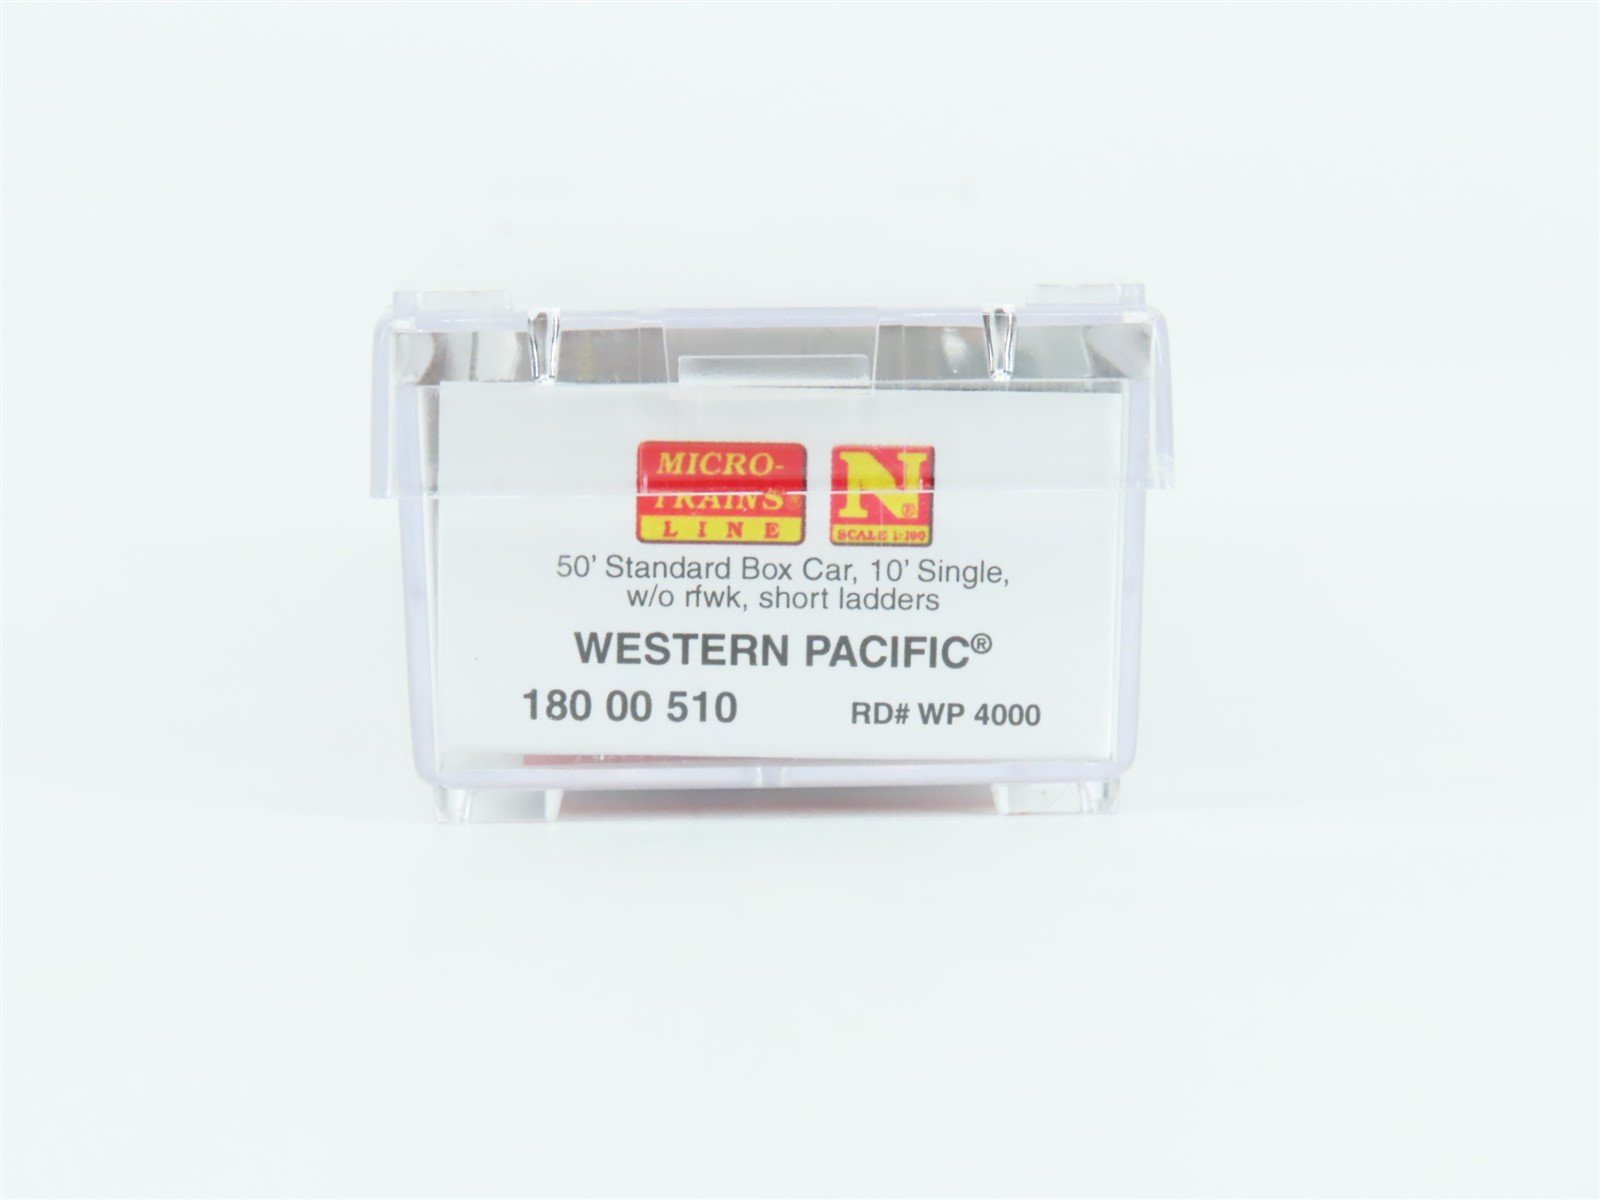 MICRO-
TRAINS®
LINE
N®
SCALE 1:160
50' Standard Box Car, 10' Single,
w/o rfwk, short ladders
WESTERN PACIFIC®
180 00 510 RD# WP 4000